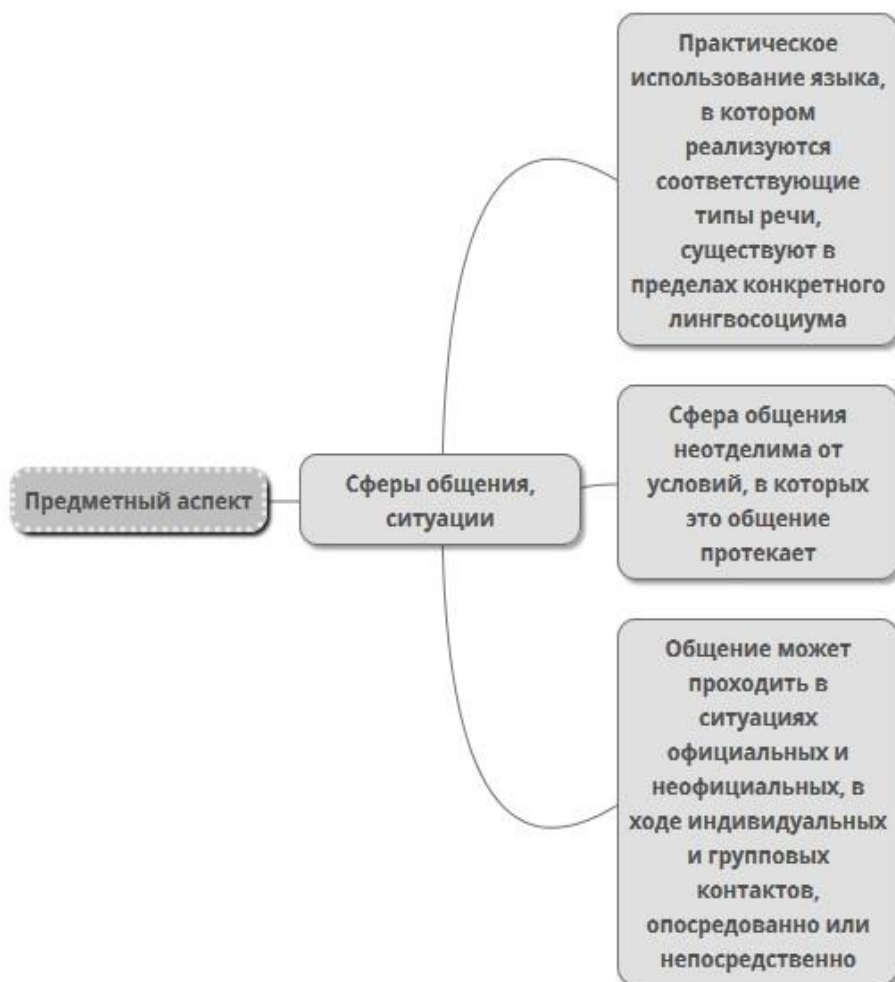 Предметный аспект
Сферы общения,
ситуации
Практическое
использование языка,
в котором
реализуются
соответствующие
типы речи,
существуют в
пределах конкретного
лингвосоциума
Сфера общения
неотделима от
условий, в которых
это общение
протекает
Общение может
проходить в
ситуациях
официальных и
неофициальных, в
ходе индивидуальных
и групповых
контактов,
опосредованно или
непосредственно